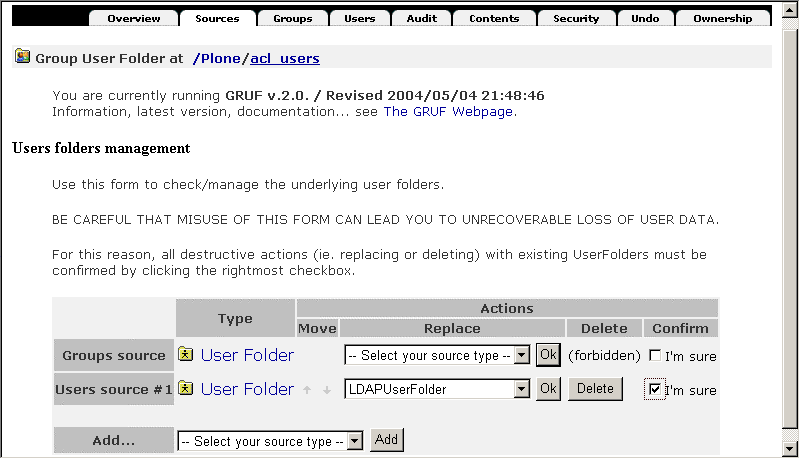 Overview Sources Groups Users Audit Contents Security Undo Ownership
Group User Folder at /Plone/acl_users
You are currently running GRUF v.2.0. / Revised 2004/05/04 21:48:46
Information, latest version, documentation... see The GRUF Webpage.
Users folders management
Use this form to check/manage the underlying user folders.
BE CAREFUL THAT MISUSE OF THIS FORM CAN LEAD YOU TO UNRECOVERABLE LOSS OF USER DATA.
For this reason, all destructive actions (ie. replacing or deleting) with existing UserFolders must be
confirmed by clicking the rightmost checkbox.
Type Actions
Move Replace Delete Confirm
Groups source User Folder -- Select your source type -- Ok (forbidden) I'm sure
Users source #1 User Folder LDAPUserFolder Ok Delete I'm sure
Add... -- Select your source type -- Add